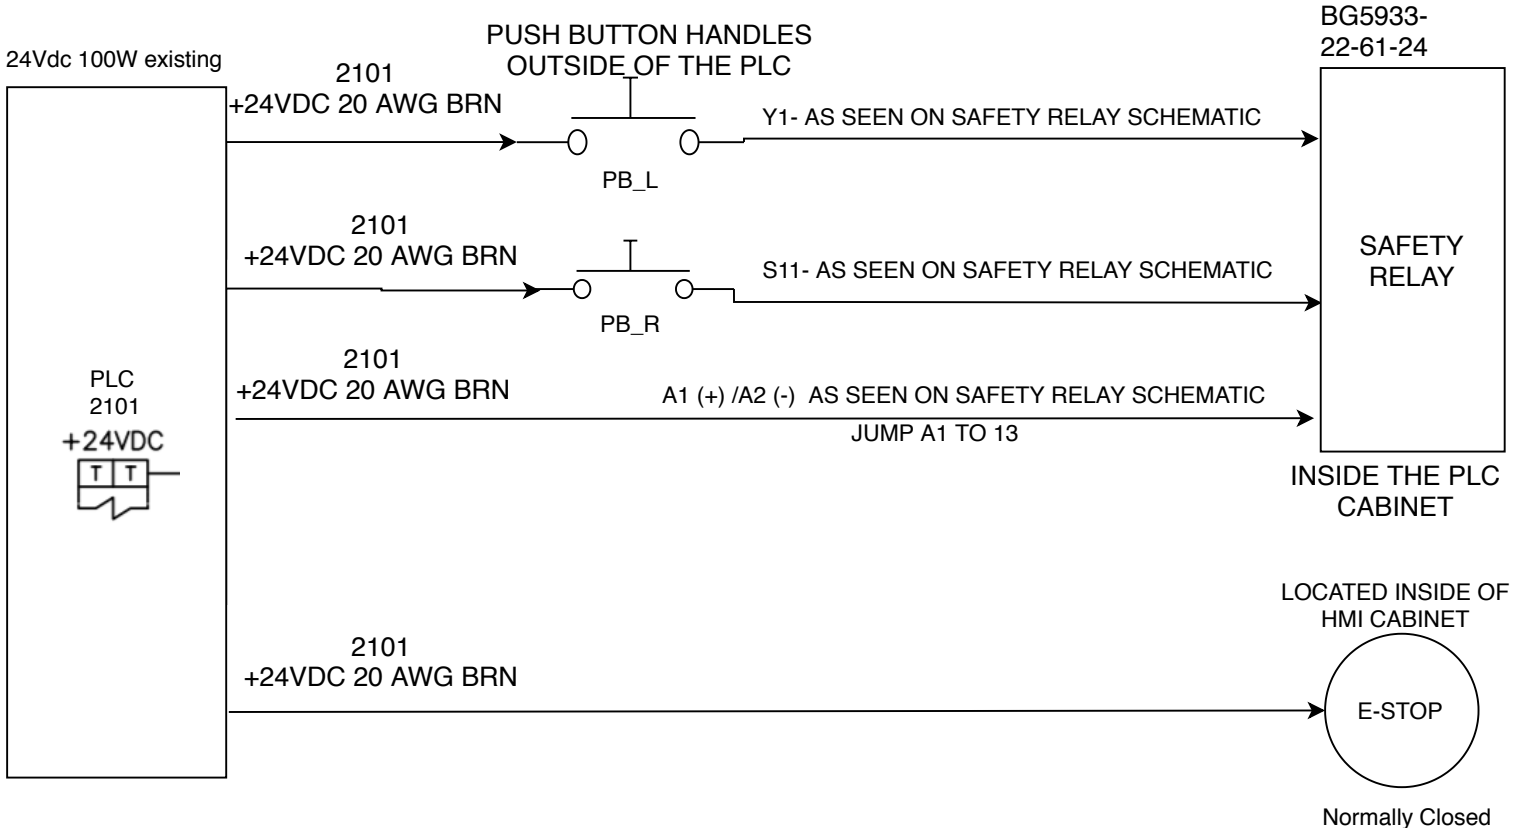 BG5933-
22-61-24
24Vdc 100W existing
PUSH BUTTON HANDLES
OUTSIDE OF THE PLC
2101
+24VDC 20 AWG BRN
Y1- AS SEEN ON SAFETY RELAY SCHEMATIC
PB_L
2101
+24VDC 20 AWG BRN
S11- AS SEEN ON SAFETY RELAY SCHEMATIC
PB_R
SAFETY
RELAY
2101
+24VDC 20 AWG BRN
A1 (+) /A2 (-) AS SEEN ON SAFETY RELAY SCHEMATIC
JUMP A1 TO 13
PLC
2101
+24VDC
T T
INSIDE THE PLC
CABINET
LOCATED INSIDE OF
HMI CABINET
2101
+24VDC 20 AWG BRN
E-STOP
Normally Closed